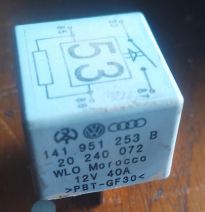 53
141 951 253 B
20 240 072
WLO Morocco
12V 40A
>PBT-GF30<